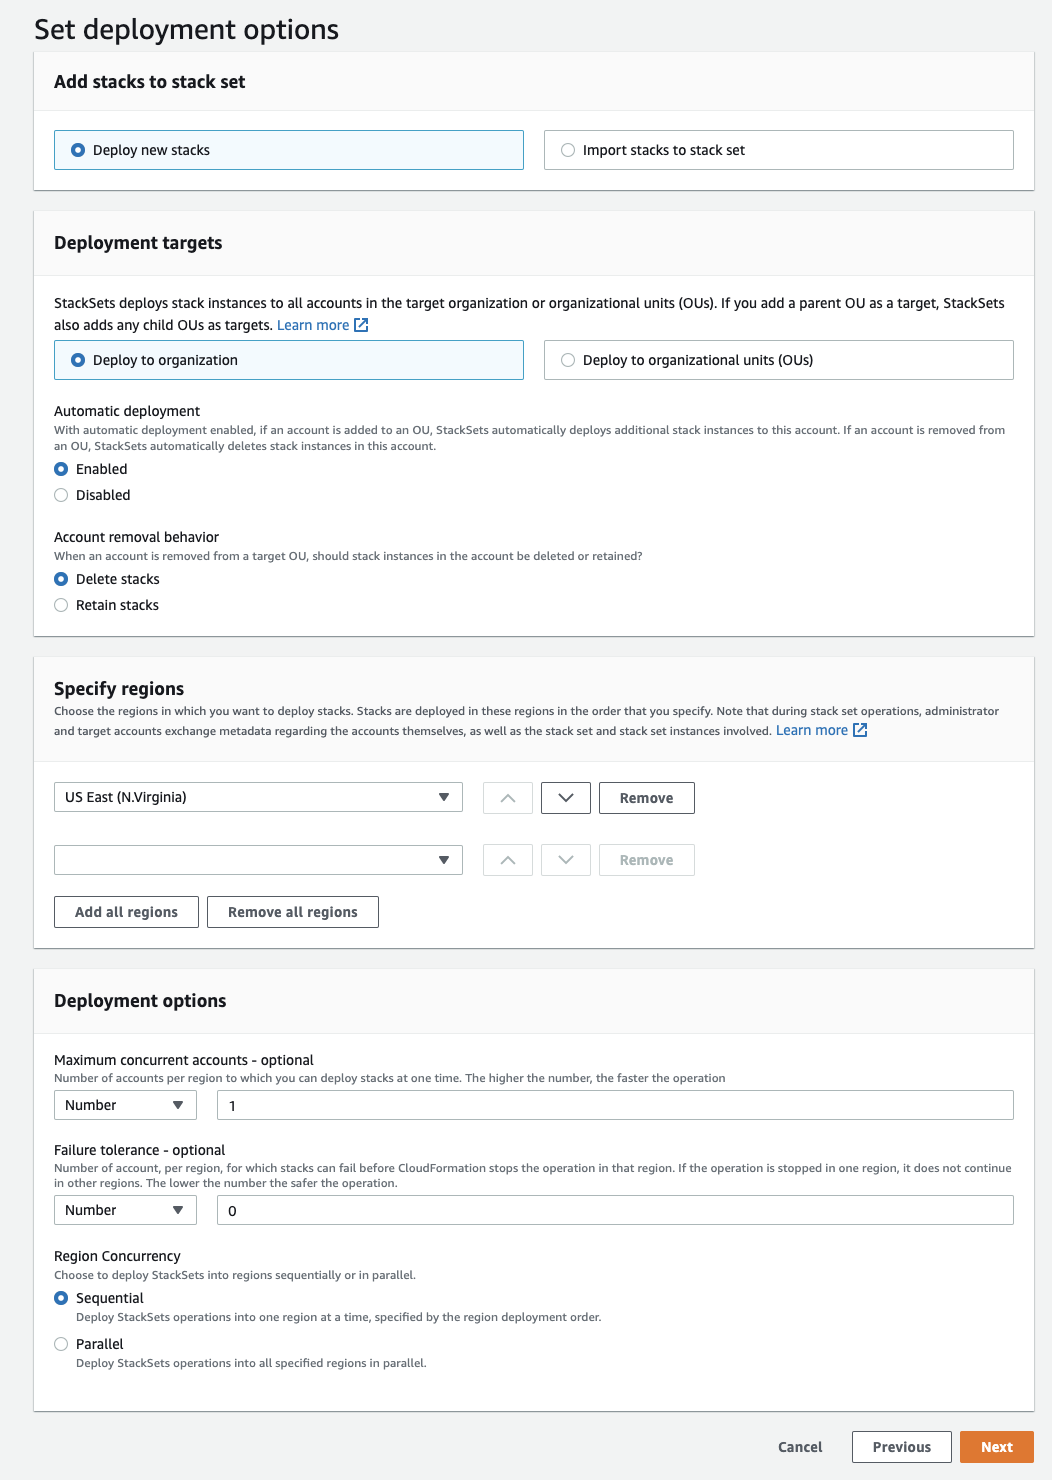 Set deployment options
Add stacks to stack set
Deploy new stacks
Import stacks to stack set
Deployment targets
StackSets deploys stack instances to all accounts in the target organization or organizational units (OUs). If you add a parent OU as a target, StackSets
also adds any child OUs as targets. Learn more
Deploy to organization
Deploy to organizational units (OUs)
Automatic deployment
With automatic deployment enabled, if an account is added to an OU, StackSets automatically deploys additional stack instances to this account. If an account is removed from
an OU, StackSets automatically deletes stack instances in this account.
Enabled
Disabled
Account removal behavior
When an account is removed from a target OU, should stack instances in the account be deleted or retained?
Delete stacks
Retain stacks
Specify regions
Choose the regions in which you want to deploy stacks. Stacks are deployed in these regions in the order that you specify. Note that during stack set operations, administrator
and target accounts exchange metadata regarding the accounts themselves, as well as the stack set and stack set instances involved. Learn more
US East (N.Virginia)
Remove
Remove
Add all regions
Remove all regions
Deployment options
Maximum concurrent accounts - optional
Number of accounts per region to which you can deploy stacks at one time. The higher the number, the faster the operation
Number
1
Failure tolerance - optional
Number of account, per region, for which stacks can fail before CloudFormation stops the operation in that region. If the operation is stopped in one region, it does not continue
in other regions. The lower the number the safer the operation.
Number
0
Region Concurrency
Choose to deploy StackSets into regions sequentially or in parallel.
Sequential
Deploy StackSets operations into one region at a time, specified by the region deployment order.
Parallel
Deploy StackSets operations into all specified regions in parallel.
Cancel
Previous
Next